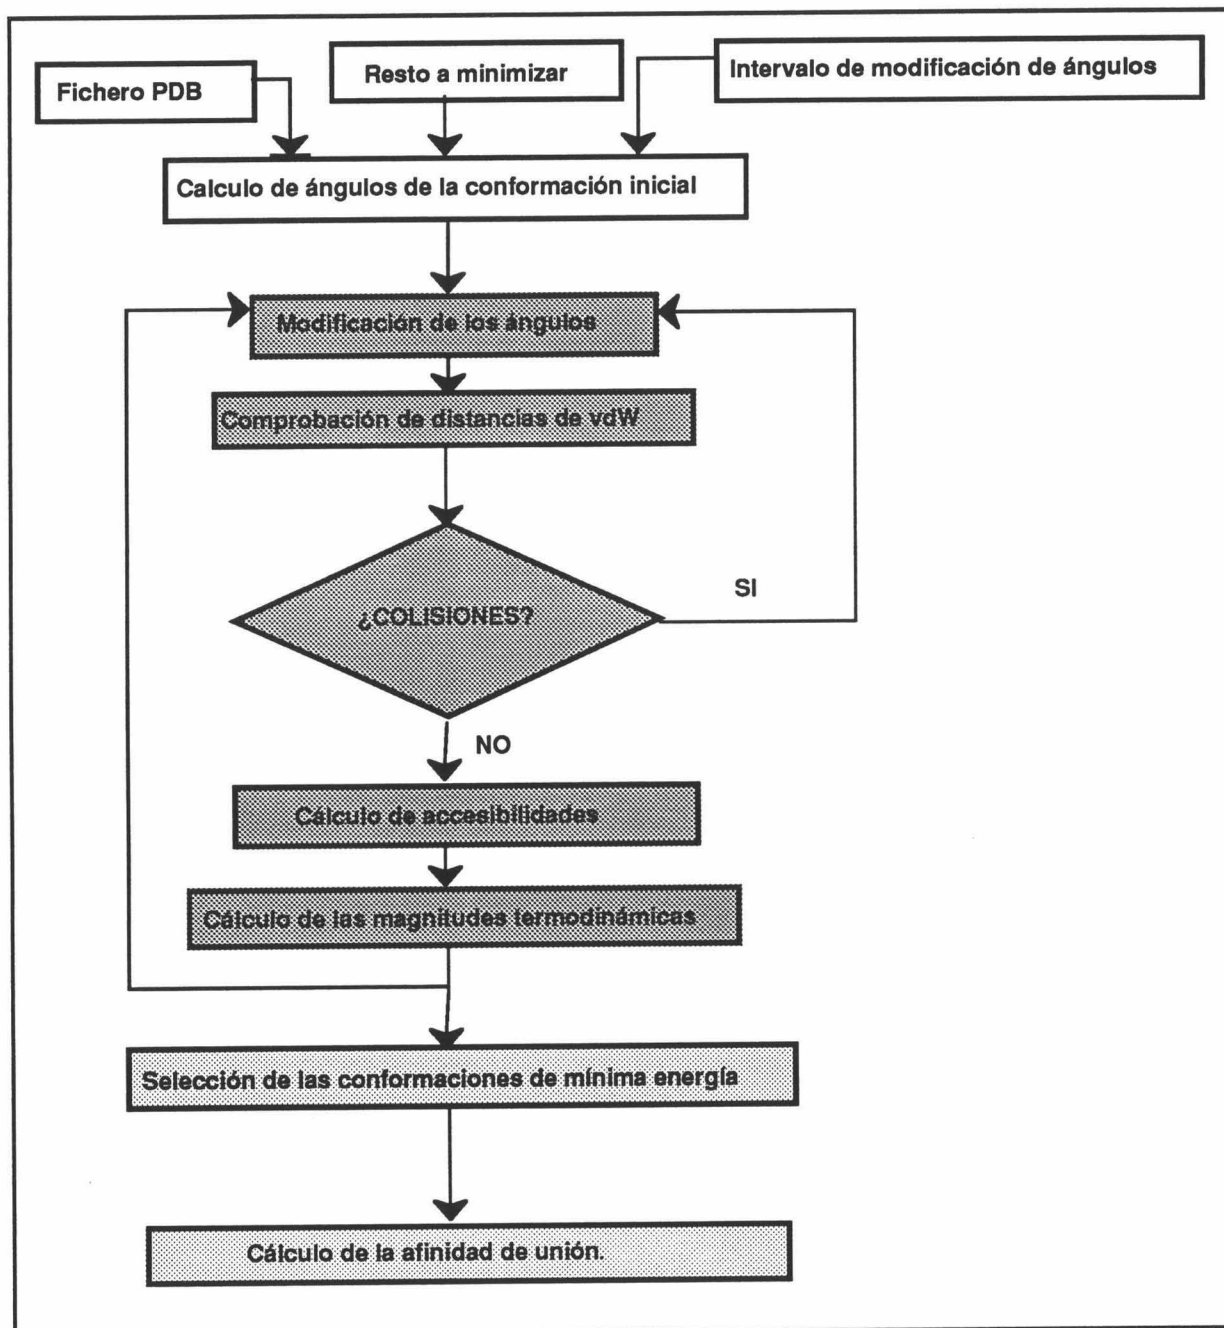 Fichero PDB
Resto a minimizar
Intervalo de modificación de ángulos
Calculo de ángulos de la conformación inicial
Modificación de los ángulos
Comprobación de distancias de vdW
¿COLISIONES?
SI
NO
Cálculo de accesibilidades
Cálculo de las magnitudes termodinámicas
Selección de las conformaciones de mínima energía
Cálculo de la afinidad de unión.